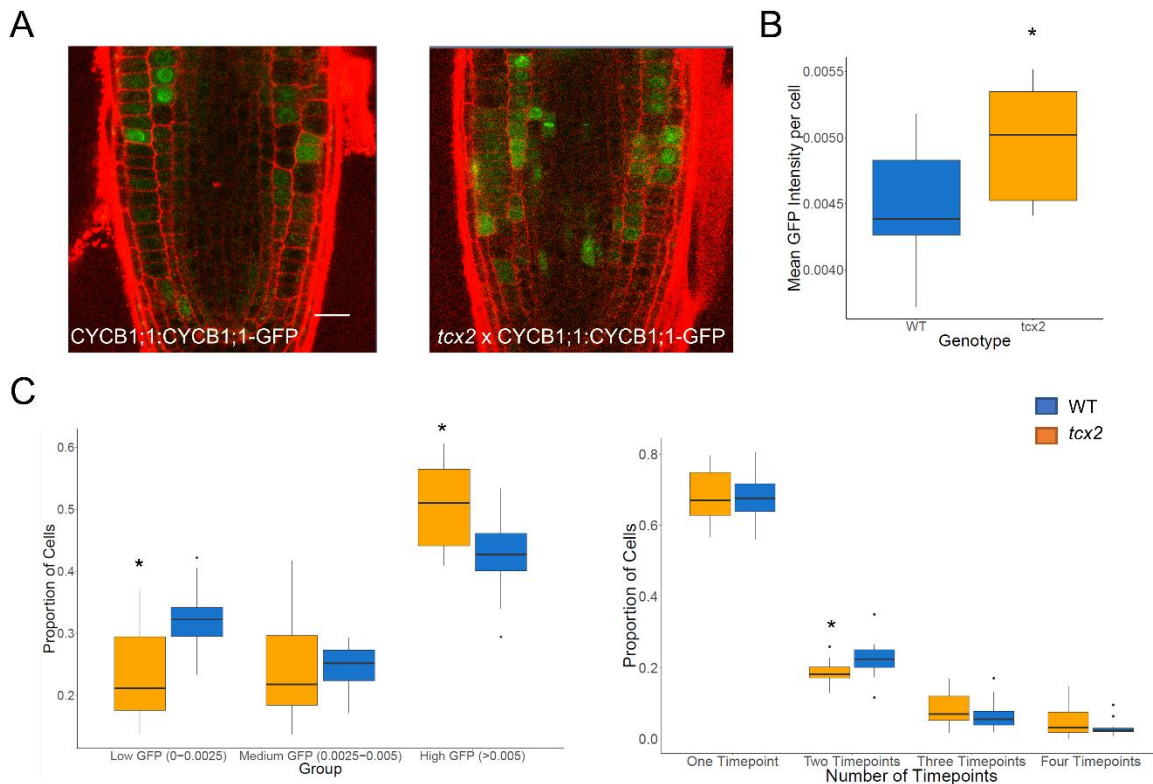 A
CYCB1;1:CYCB1;1-GFP
tcx2 x CYCB1;1:CYCB1;1-GFP
B
*
Mean GFP Intensity per cell
0.0055
0.0050
0.0045
0.0040
WT
tcx2
Genotype
C
WT
tcx2
Proportion of Cells
0.6
0.5
0.4
0.3
0.2
*
*
Low GFP (0−0.0025)
Medium GFP (0.0025−0.005)
High GFP (>0.005)
Group
Proportion of Cells
0.8
0.6
0.4
0.2
0.0
*
One Timepoint
Two Timepoints
Three Timepoints
Four Timepoints
Number of Timepoints